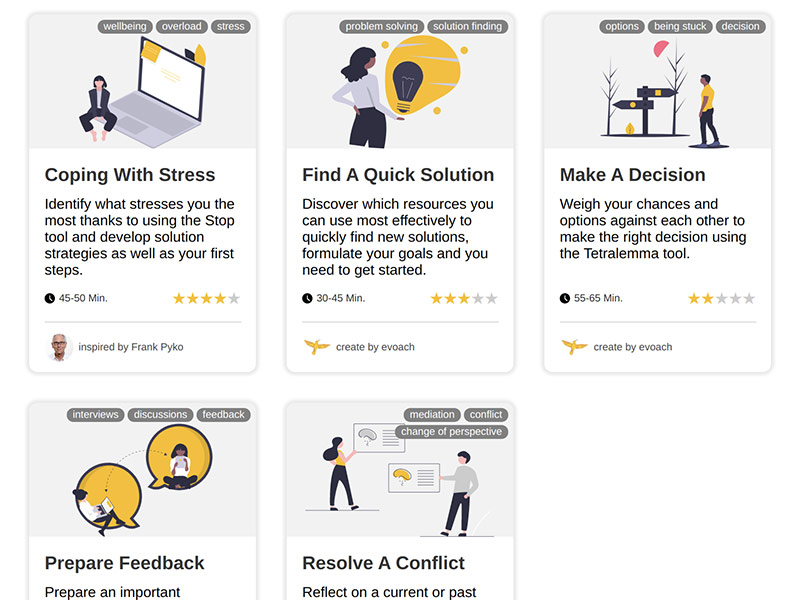 wellbeing overload stress
Coping With Stress
Identify what stresses you the
most thanks to using the Stop
tool and develop solution
strategies as well as your first
steps.
45-50 Min.
inspired by Frank Pyko
problem solving solution finding
Find A Quick Solution
Discover which resources you
can use most effectively to
quickly find new solutions,
formulate your goals and you
need to get started.
30-45 Min.
create by evoach
options being stuck decision
Make A Decision
Weigh your chances and
options against each other to
make the right decision using
the Tetralemma tool.
55-65 Min.
create by evoach
interviews discussions feedback
Prepare Feedback
Prepare an important
mediation conflict
change of perspective
Resolve A Conflict
Reflect on a current or past